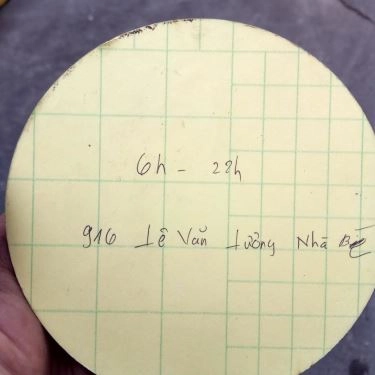 6h - 22h
916 Lê Văn Lương Nhà Bè